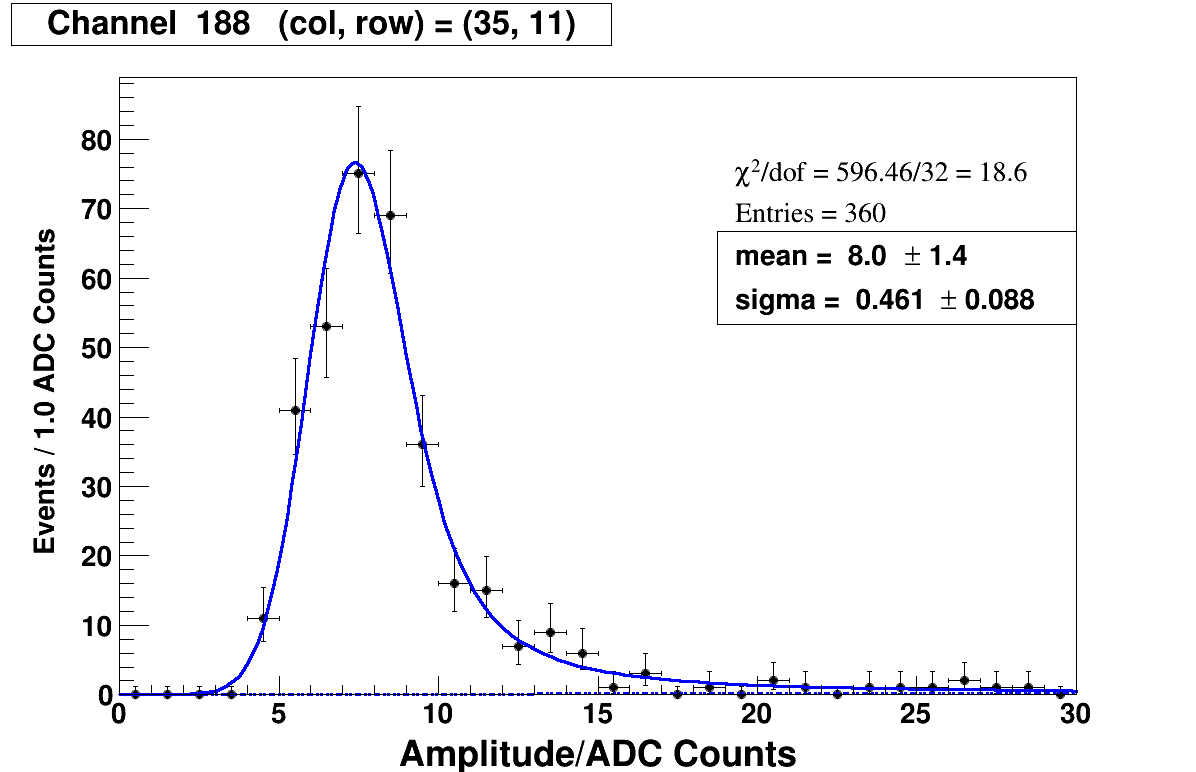 Channel 188 (col, row) = (35, 11)
χ²/dof = 596.46/32 = 18.6
Entries = 360
mean = 8.0 ± 1.4
sigma = 0.461 ± 0.088
Events / 1.0 ADC Counts
80
70
60
50
40
30
20
10
0
0 5 10 15 20 25 30
Amplitude/ADC Counts